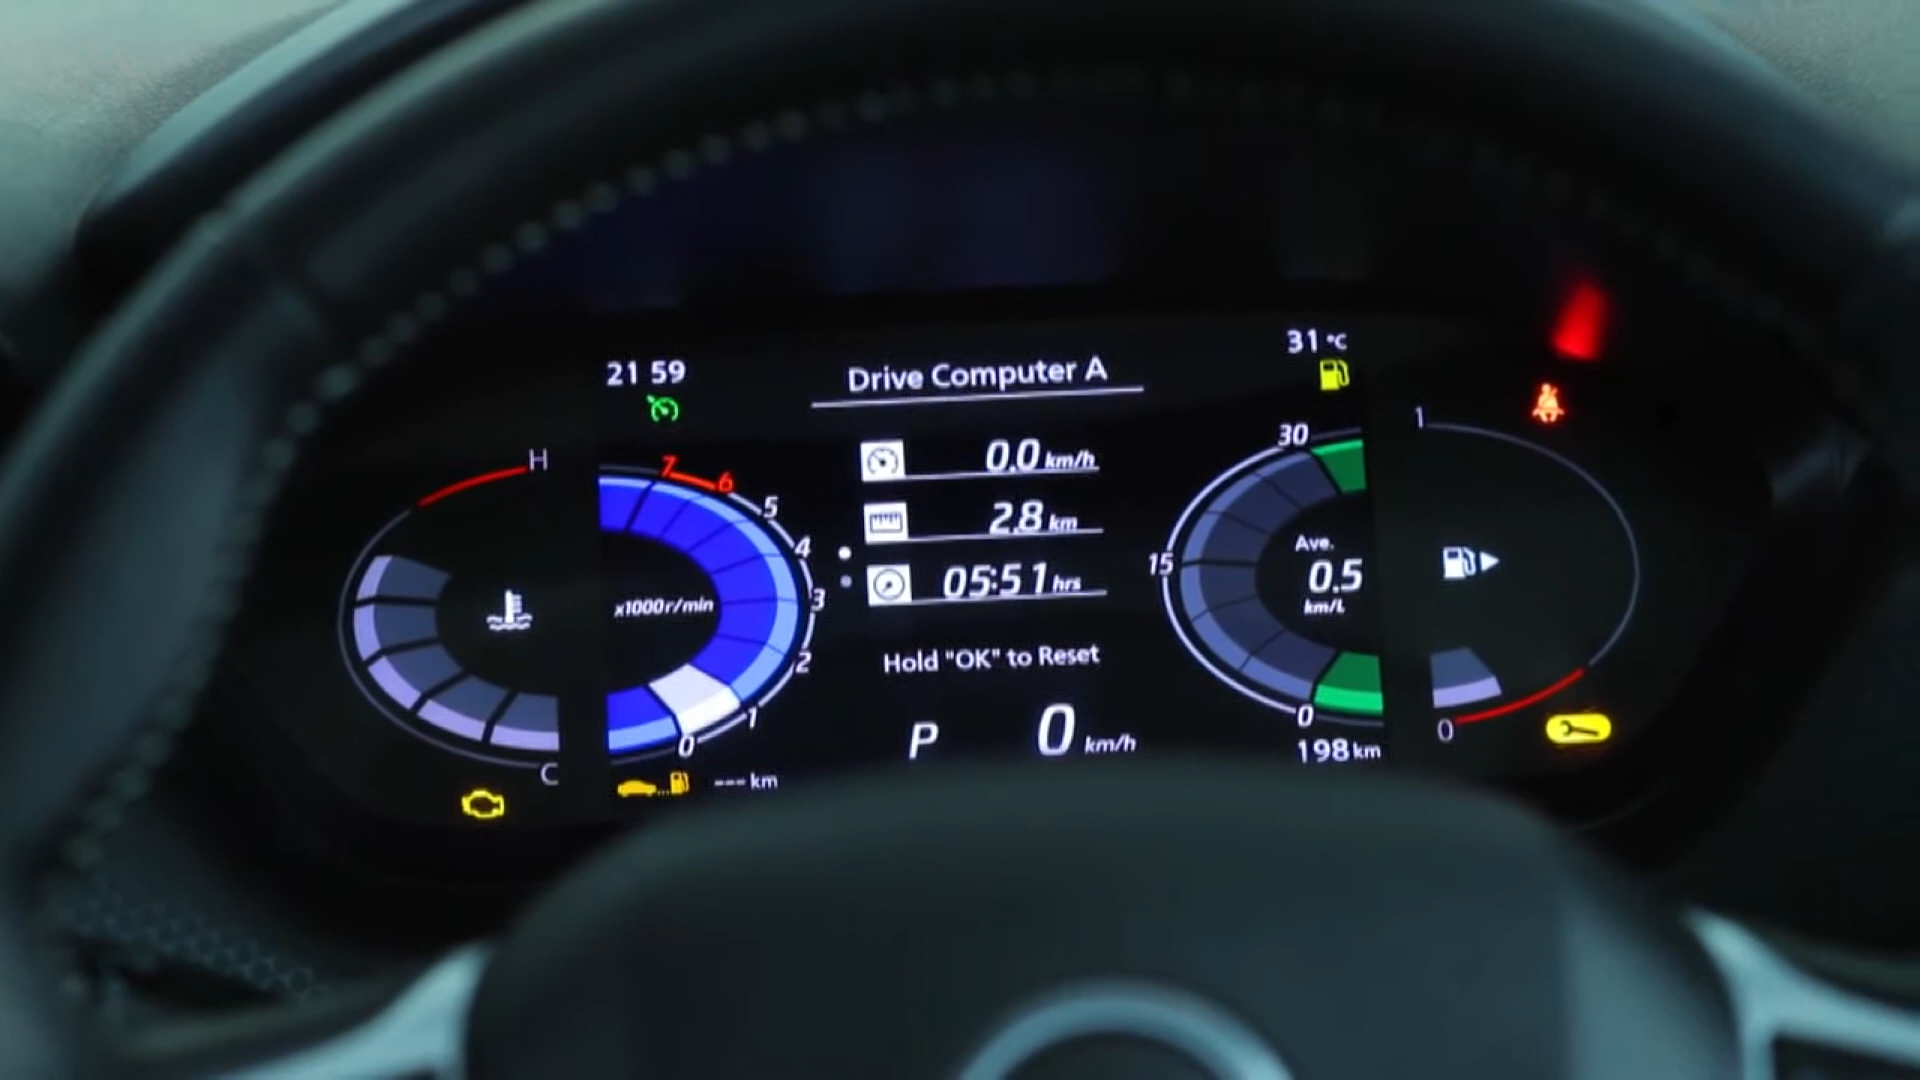 21 59
Drive Computer A
31 °C
H
7
6
5
4
3
2
1
0
x1000r/min
C
0.0 km/h
2.8 km
05:51 hrs
Hold "OK" to Reset
P 0 km/h
--- km
30
15
0
Ave.
0.5
km/L
198 km
1
0